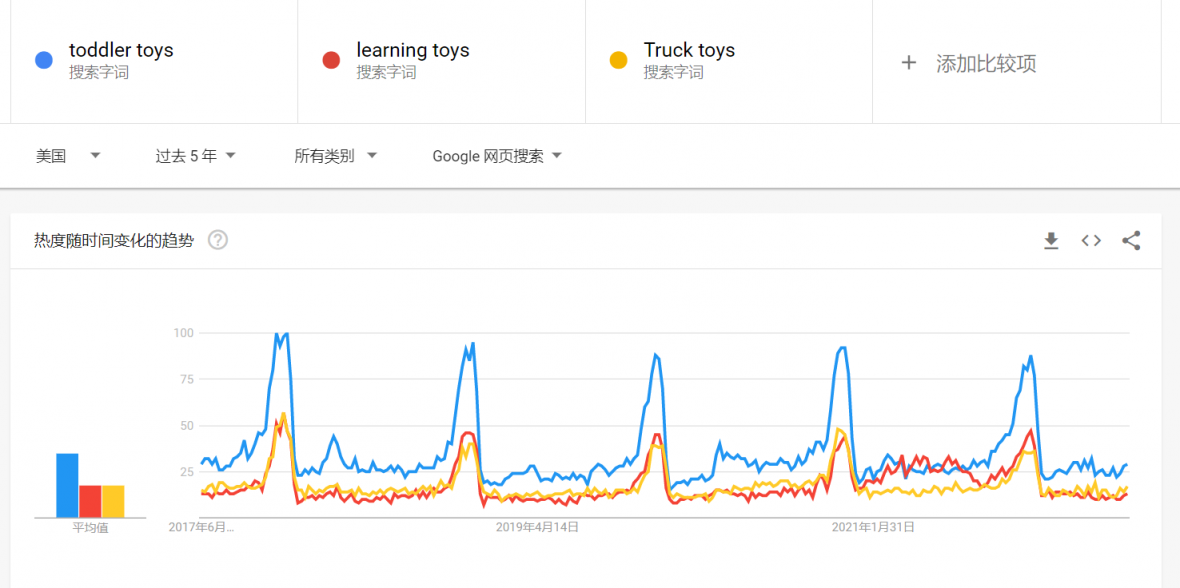 toddler toys
搜索字词
learning toys
搜索字词
Truck toys
搜索字词
+ 添加比较项
美国
过去 5 年
所有类别
Google 网页搜索
热度随时间变化的趋势
100
75
50
25
平均值
2017年6月…
2019年4月14日
2021年1月31日